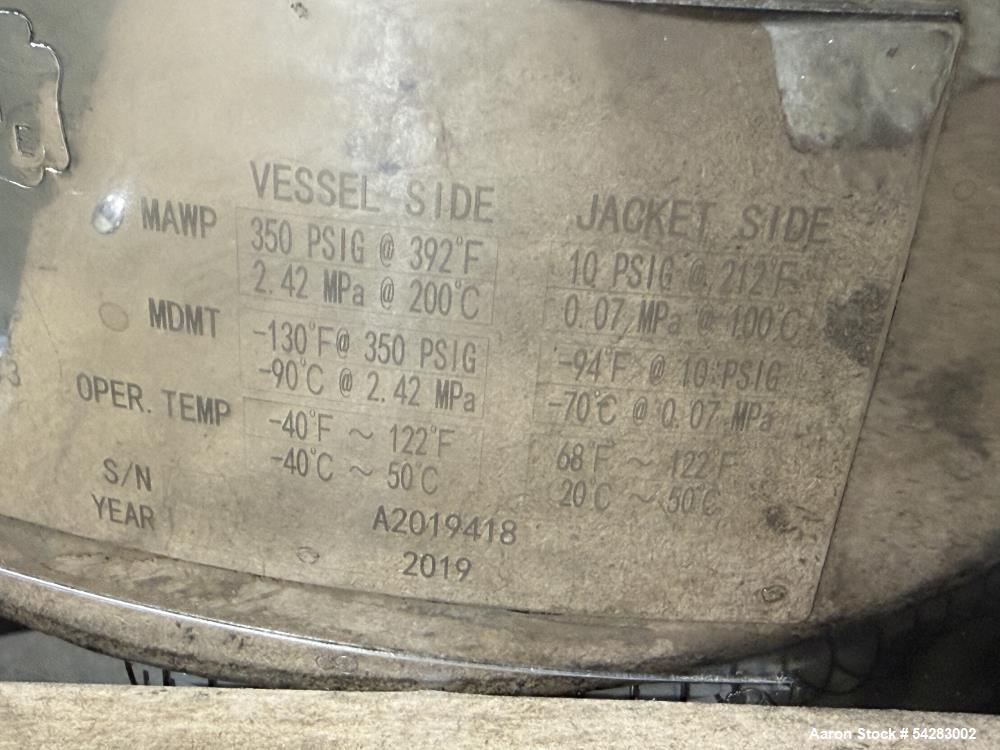 VESSEL SIDE JACKET SIDE
MAWP 350 PSIG @ 392°F 10 PSIG @ 212°F
2.42 MPa @ 200°C 0.07 MPa @ 100°C
MDMT -130°F@ 350 PSIG -94°F @ 10 PSIG
-90°C @ 2.42 MPa -70°C @ 0.07 MPa
OPER. TEMP -40°F ~ 122°F 68°F ~ 122°F
-40°C ~ 50°C 20°C ~ 50°C
S/N A2019418
YEAR 2019
Aaron Stock # 54283002